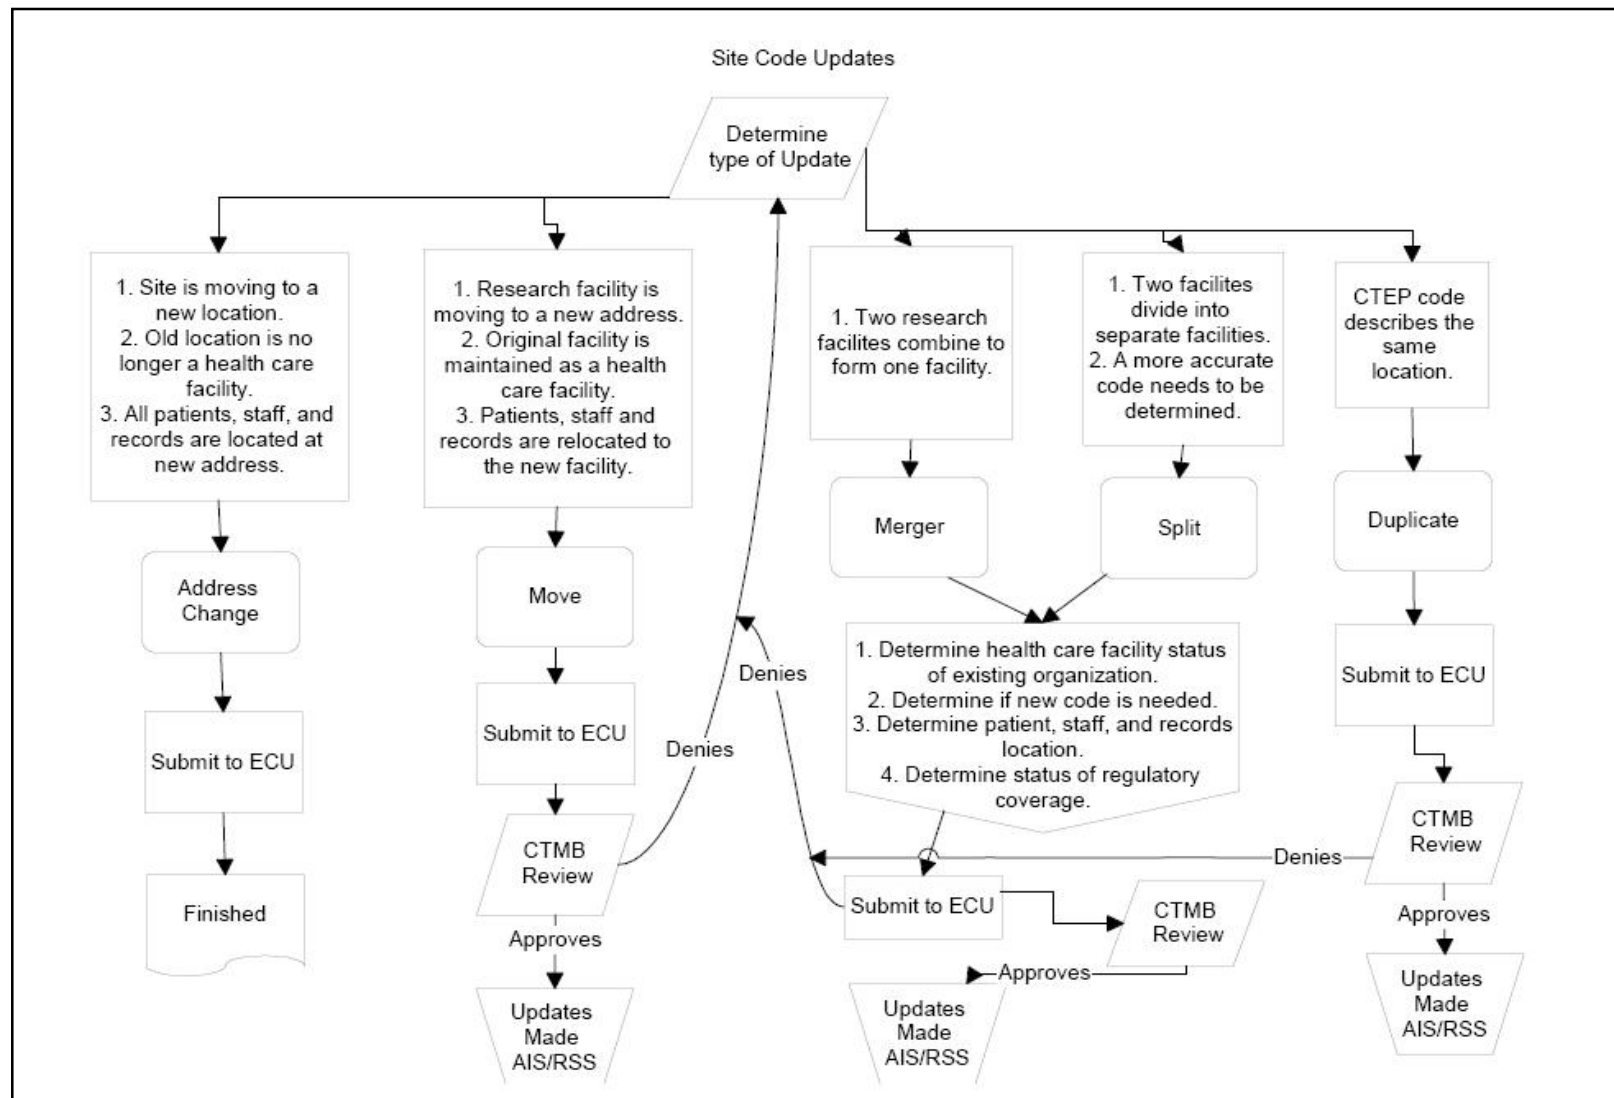 Site Code Updates
Determine
type of Update
1. Site is moving to a
new location.
2. Old location is no
longer a health care
facility.
3. All patients, staff, and
records are located at
new address.
1. Research facility is
moving to a new address.
2. Original facility is
maintained as a health
care facility.
3. Patients, staff and
records are relocated to
the new facility.
1. Two research
facilites combine to
form one facility.
1. Two facilites
divide into
separate facilities.
2. A more accurate
code needs to be
determined.
CTEP code
describes the
same
location.
Address
Change
Move
Merger
Split
Duplicate
1. Determine health care facility status
of existing organization.
2. Determine if new code is needed.
3. Determine patient, staff, and records
location.
4. Determine status of regulatory
coverage.
Submit to ECU
Submit to ECU
Submit to ECU
Submit to ECU
Denies
Denies
Denies
Finished
CTMB
Review
CTMB
Review
CTMB
Review
Approves
Approves
Approves
Updates
Made
AIS/RSS
Updates
Made
AIS/RSS
Updates
Made
AIS/RSS